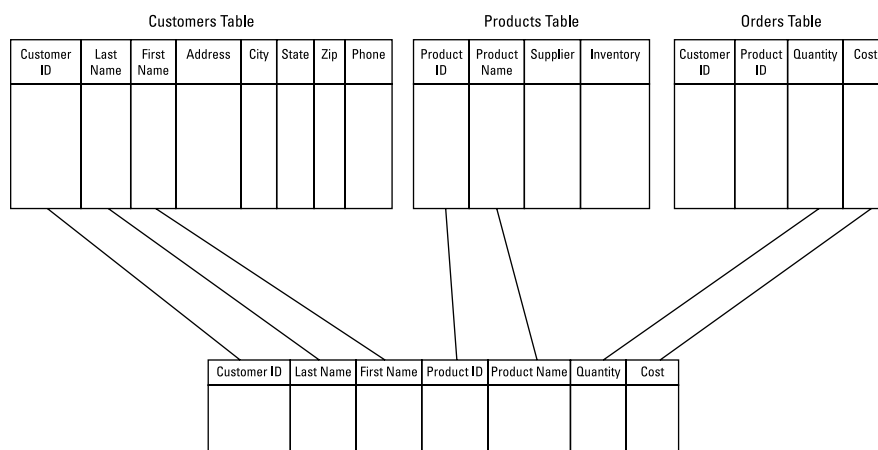 Customers Table
Products Table
Orders Table
Customer ID
Last Name
First Name
Address
City
State
Zip
Phone
Product ID
Product Name
Supplier
Inventory
Customer ID
Product ID
Quantity
Cost
Customer ID
Last Name
First Name
Product ID
Product Name
Quantity
Cost